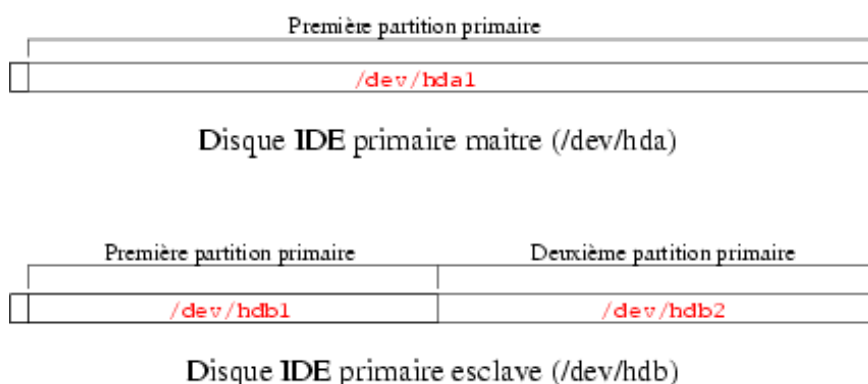 Première partition primaire
/dev/hda1
Disque IDE primaire maitre (/dev/hda)
Première partition primaire Deuxième partition primaire
/dev/hdb1 /dev/hdb2
Disque IDE primaire esclave (/dev/hdb)